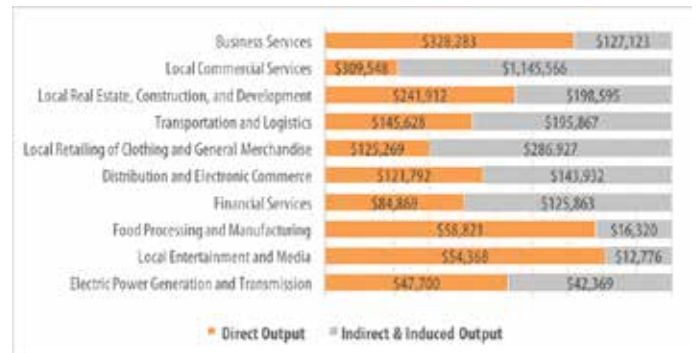 Business Services $328,283 $127,123
Local Commercial Services $309,548 $1,145,566
Local Real Estate, Construction, and Development $241,912 $198,595
Transportation and Logistics $145,628 $195,867
Local Retailing of Clothing and General Merchandise $125,269 $286,927
Distribution and Electronic Commerce $121,792 $143,932
Financial Services $84,869 $125,863
Food Processing and Manufacturing $58,821 $16,320
Local Entertainment and Media $54,368 $12,776
Electric Power Generation and Transmission $47,700 $42,369
Direct Output Indirect & Induced Output